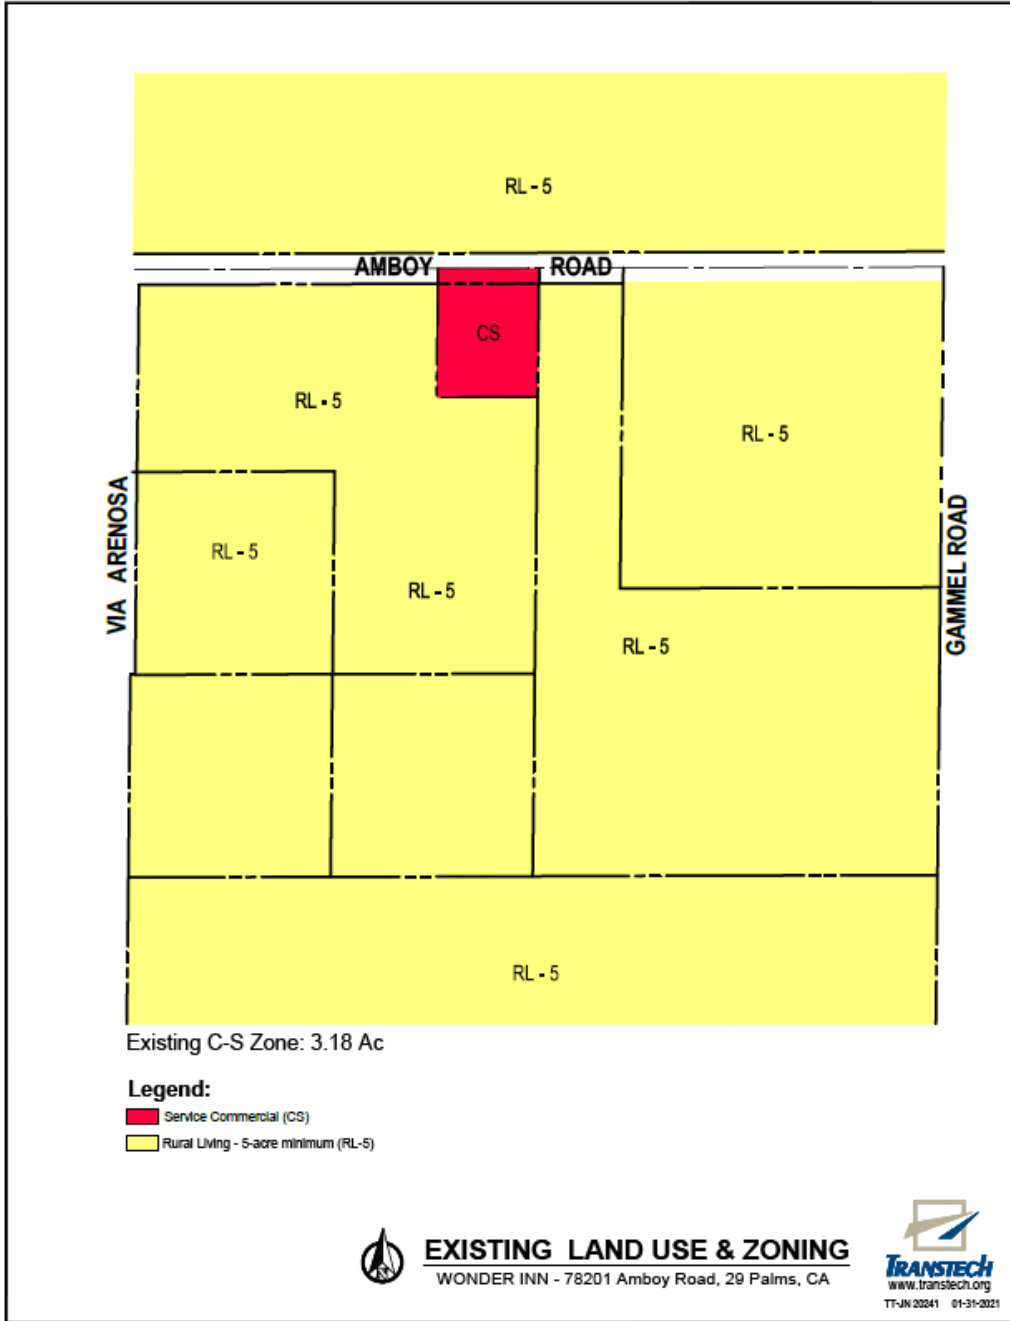 RL - 5
AMBOY ROAD
CS
RL - 5
RL - 5
VIA ARENOSA
RL - 5
GAMMEL ROAD
RL - 5
RL - 5
RL - 5
Existing C-S Zone: 3.18 Ac
Legend:
Service Commercial (CS)
Rural Living - 5-acre minimum (RL-5)
EXISTING LAND USE & ZONING
WONDER INN - 78201 Amboy Road, 29 Palms, CA
TRANSTECH
www.transtech.org
TT-JN 20241 01-31-2021